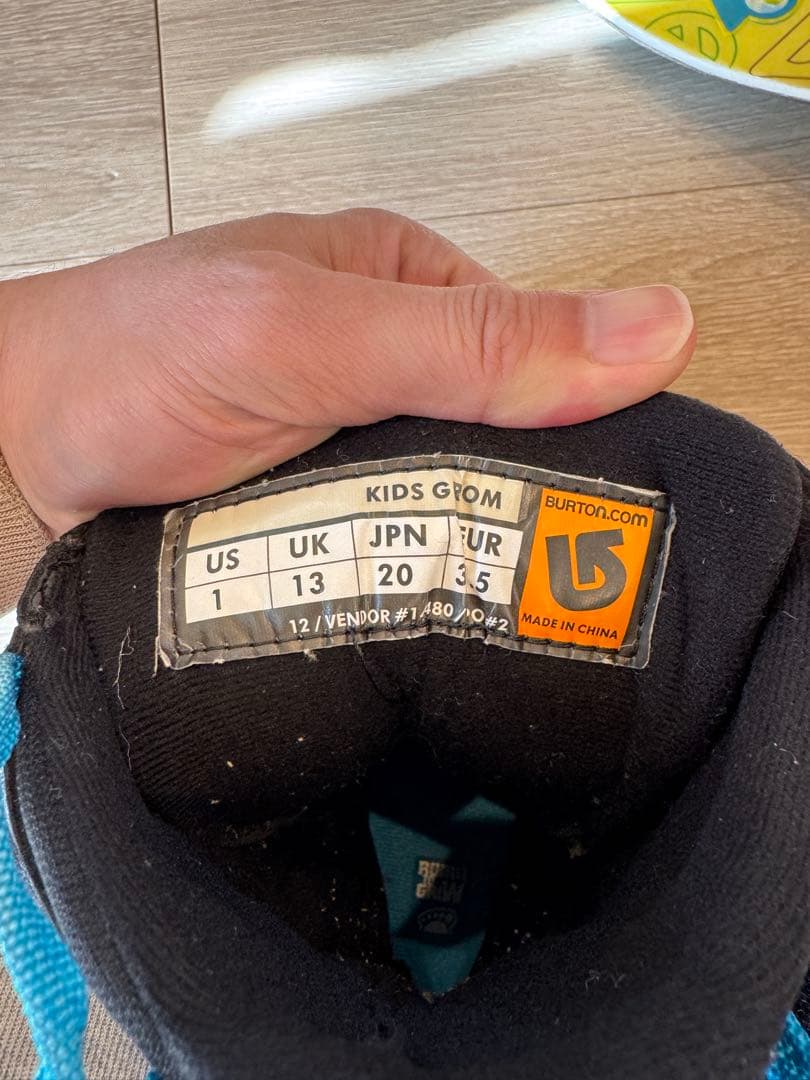 KIDS GROM
US UK JPN EUR
1 13 20
12 / VENDOR #1480 / PO #2
BURTON.COM
MADE IN CHINA